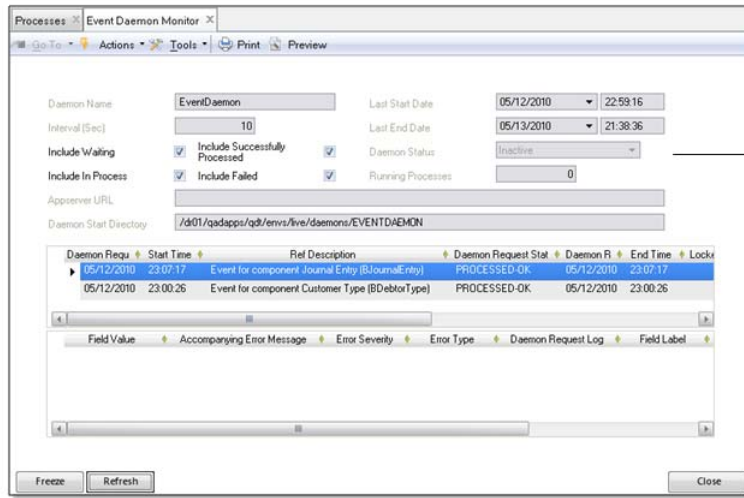 Processes Event Daemon Monitor
Go To Actions Tools Print Preview
Daemon Name EventDaemon Last Start Date 05/12/2010 22:59:16
Interval (Sec) 10 Last End Date 05/13/2010 21:38:36
Include Waiting Include Successfully Processed Daemon Status Inactive
Include In Process Include Failed Running Processes 0
Appserver URL
Daemon Start Directory /dr01/qadapps/qdt/envs/live/daemons/EVENTDAEMON
Daemon Requ Start Time Ref Description Daemon Request Stat Daemon R End Time Locke
05/12/2010 23:07:17 Event for component Journal Entry (BJournalEntry) PROCESSED-OK 05/12/2010 23:07:17
05/12/2010 23:00:26 Event for component Customer Type (BDebtorType) PROCESSED-OK 05/12/2010 23:00:26
Field Value Accompanying Error Message Error Severity Error Type Daemon Request Log Field Label
Freeze Refresh Close